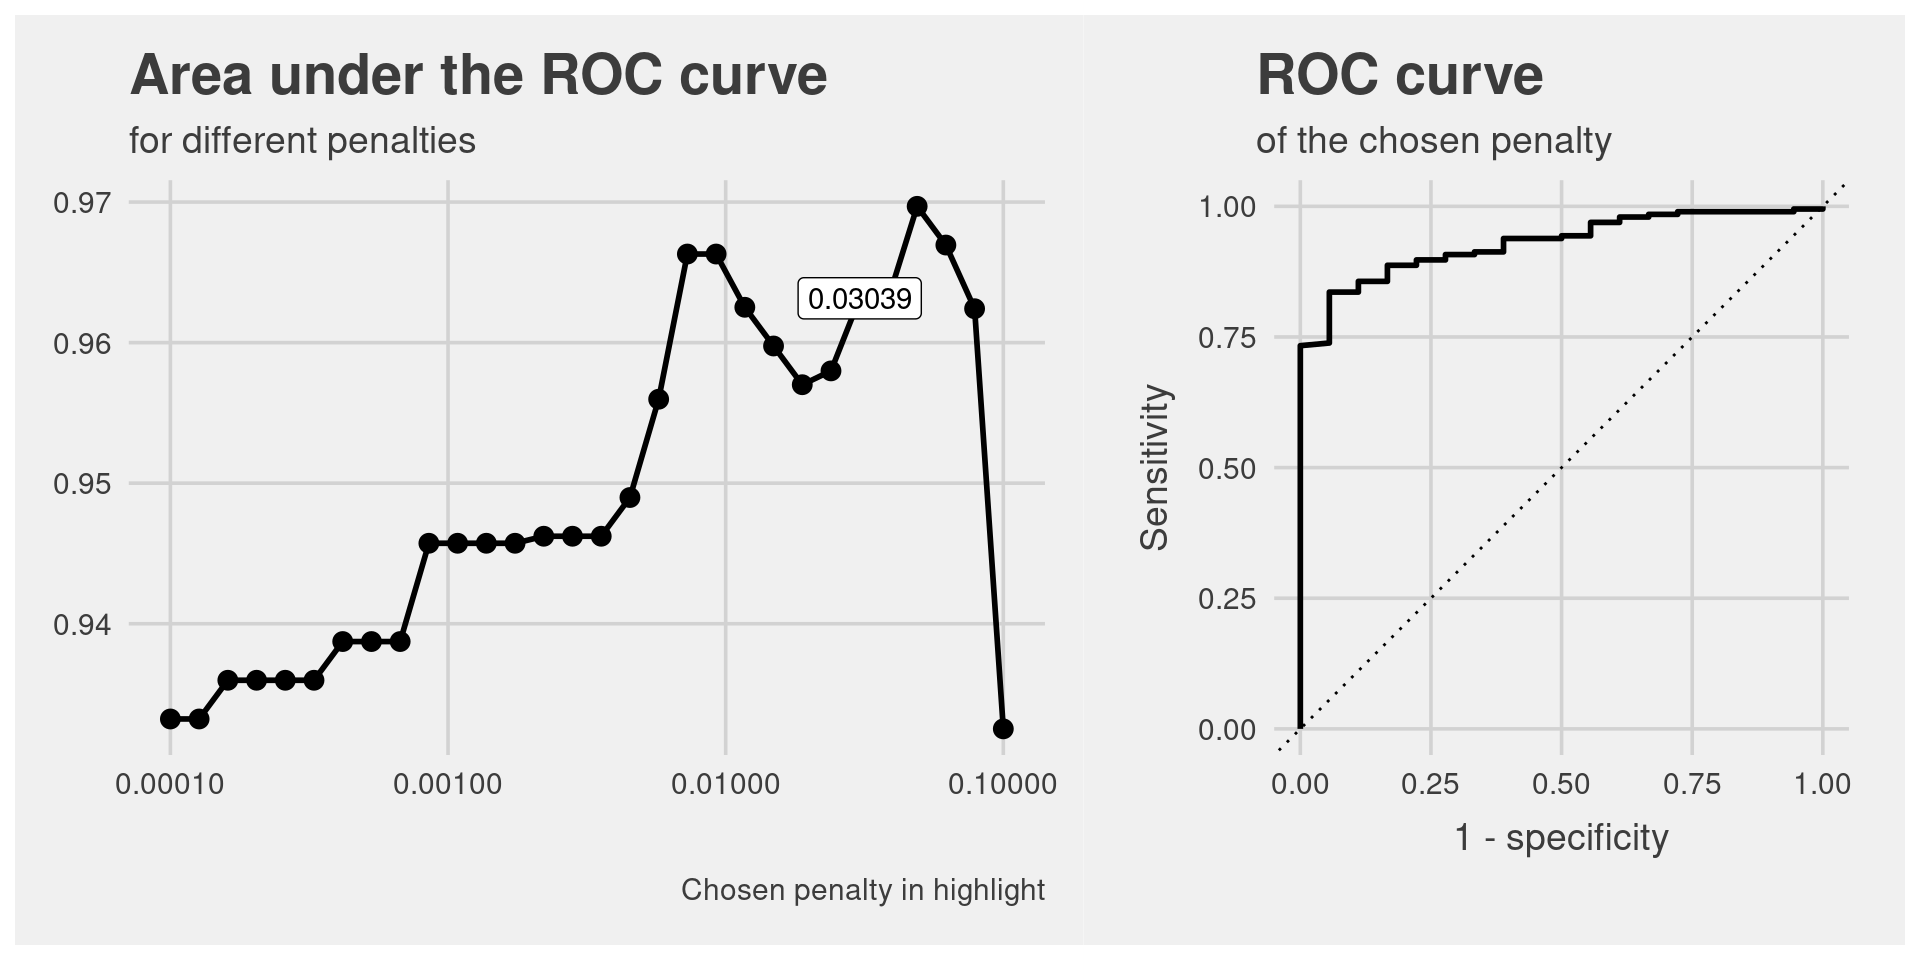 Area under the ROC curve
for different penalties
0.97
0.96
0.95
0.94
0.03039
0.00010
0.00100
0.01000
0.10000
Chosen penalty in highlight
ROC curve
of the chosen penalty
Sensitivity
1.00
0.75
0.50
0.25
0.00
0.00
0.25
0.50
0.75
1.00
1 - specificity